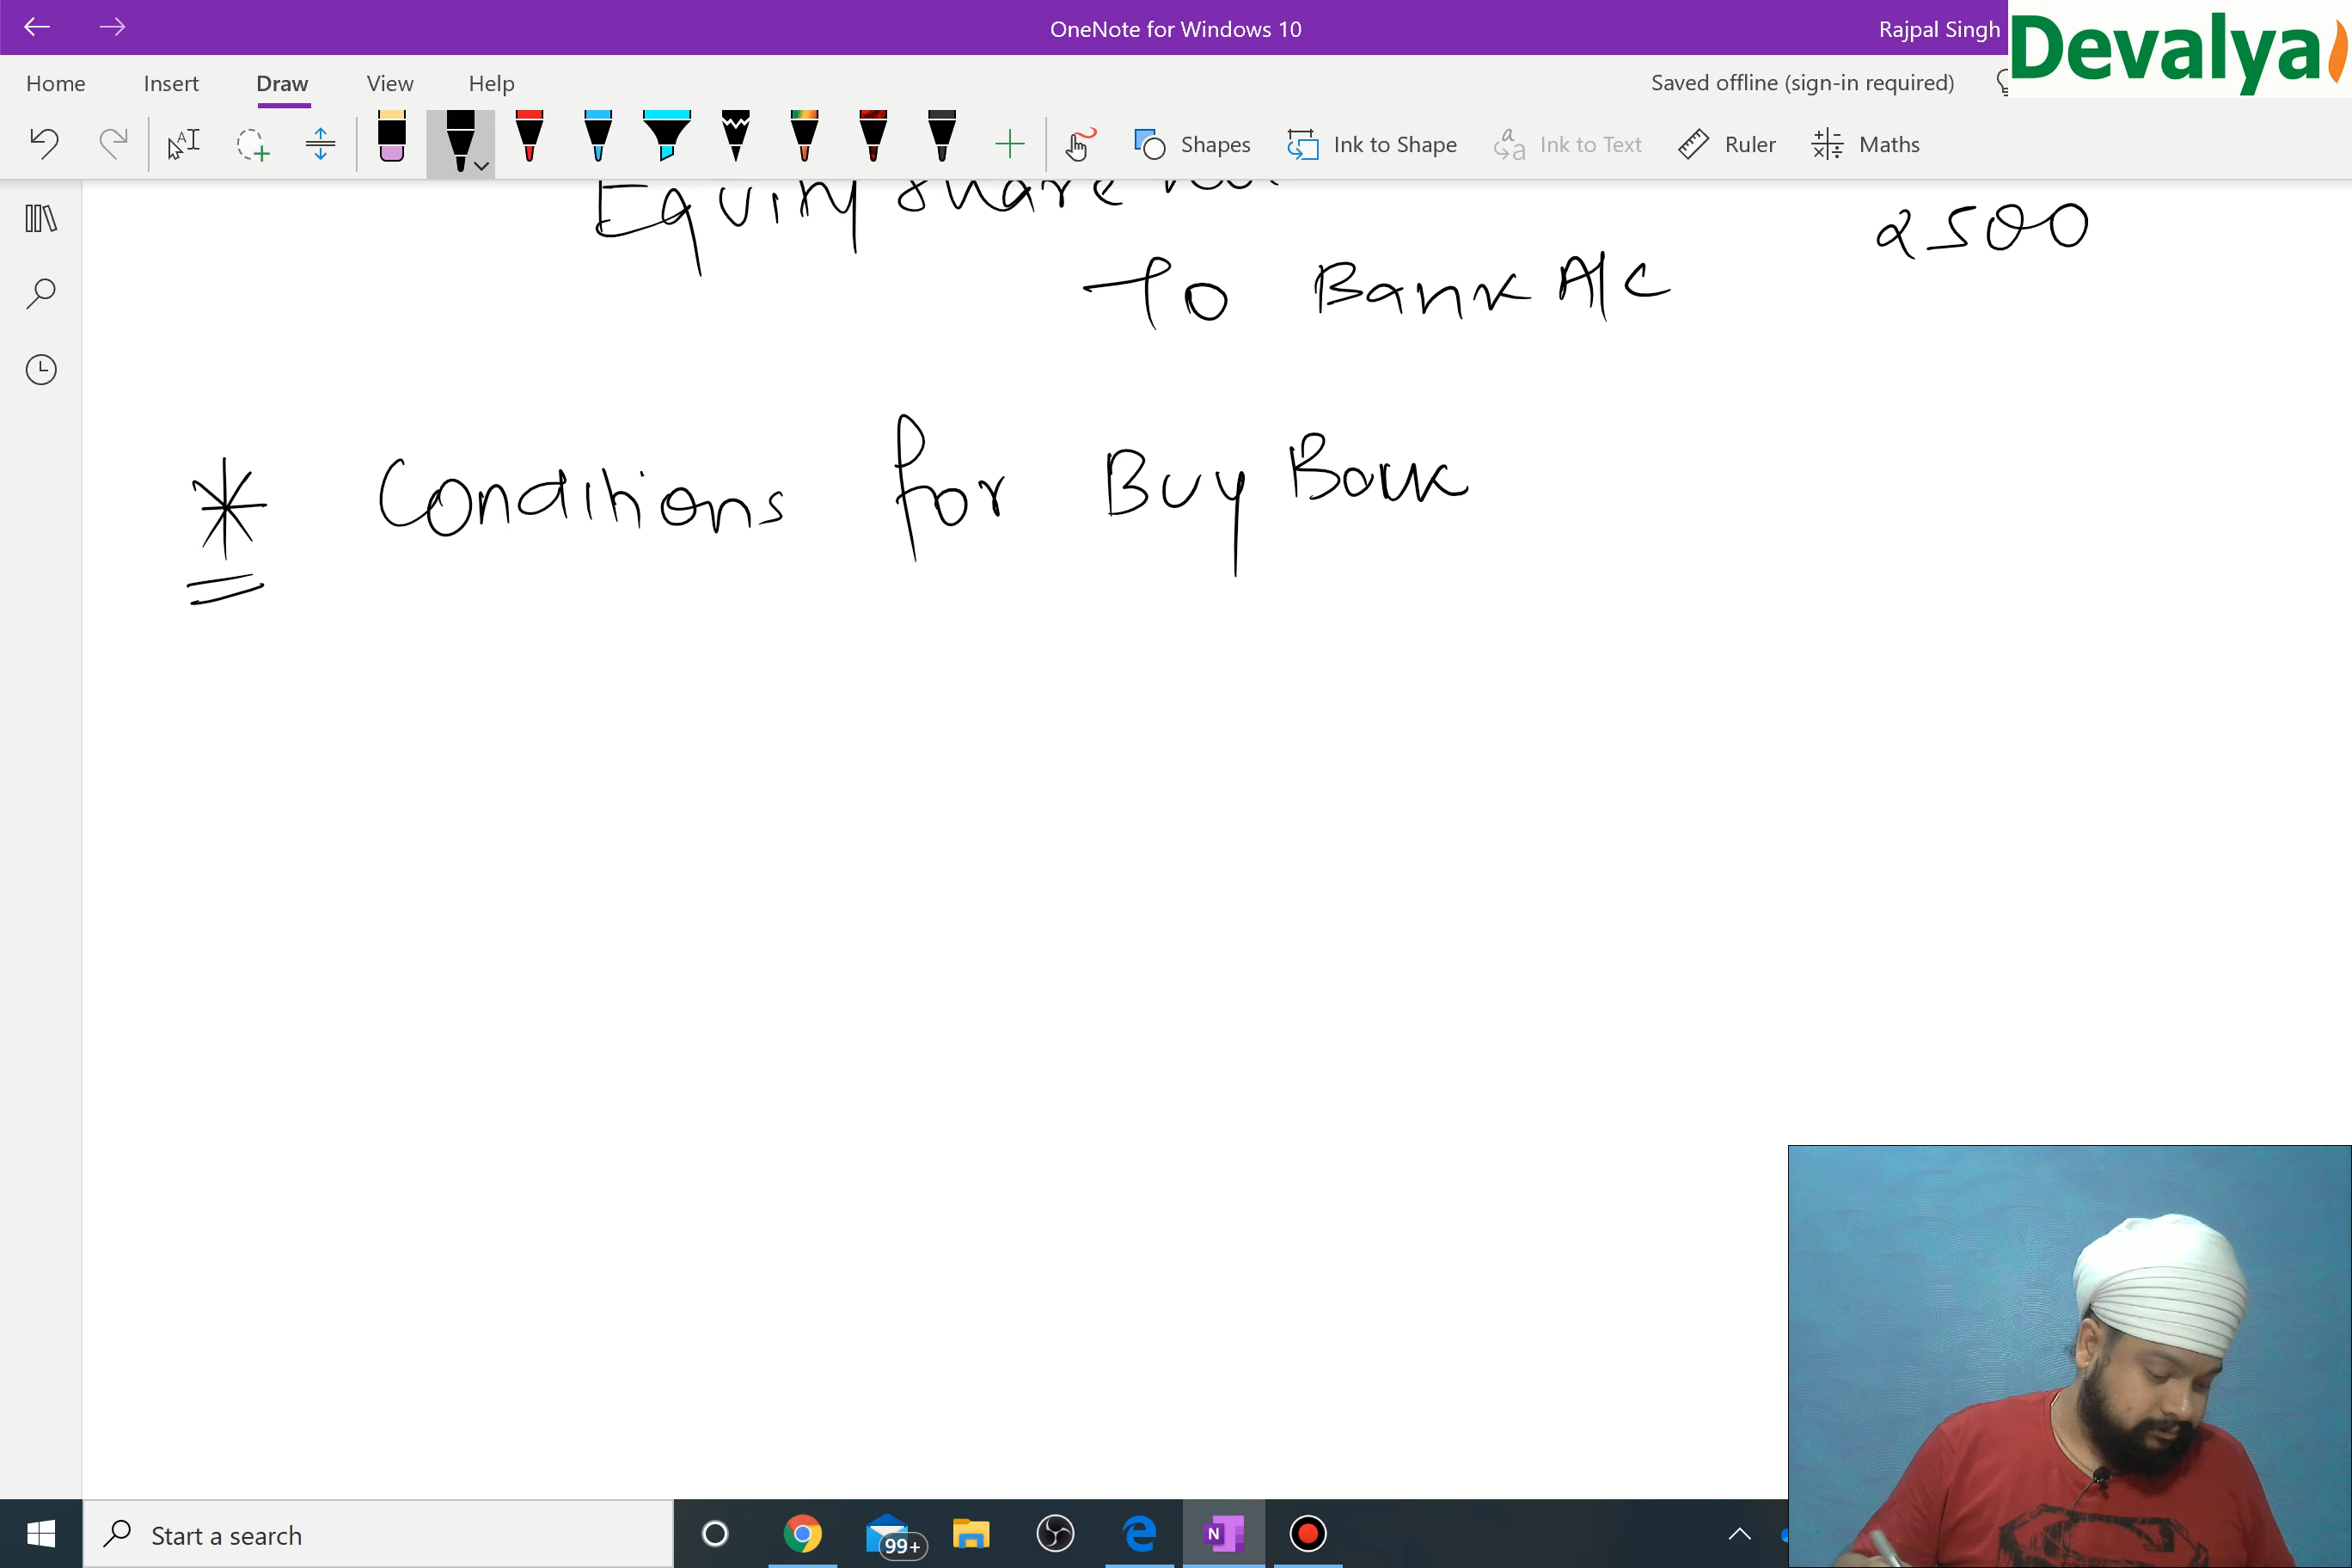 OneNote for Windows 10
Rajpal Singh
Devalya
Home Insert Draw View Help
Saved offline (sign-in required)
Shapes Ink to Shape Ink to Text Ruler Maths
Equity share
2500
To Bank A/c
* Conditions for Buy Back
Start a search
99+